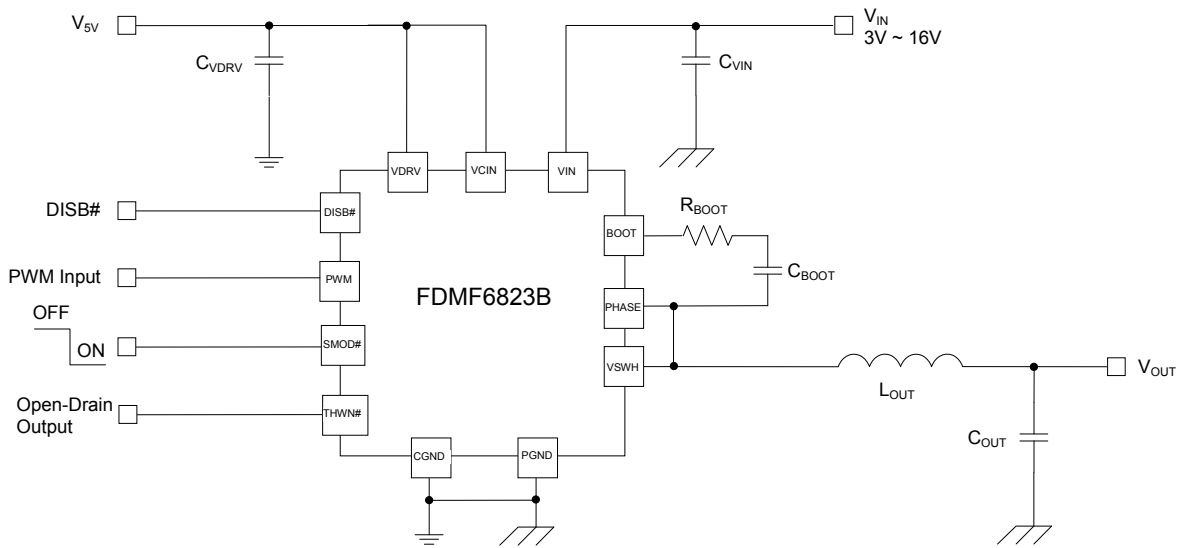 V5V
VIN
3V ~ 16V
CVDRV
CVIN
VDRV
VCIN
VIN
DISB#
DISB#
BOOT
RBOOT
PWM Input
PWM
CBOOT
FDMF6823B
PHASE
OFF
ON
SMOD#
VSWH
LOUT
VOUT
Open-Drain
Output
THWN#
COUT
CGND
PGND